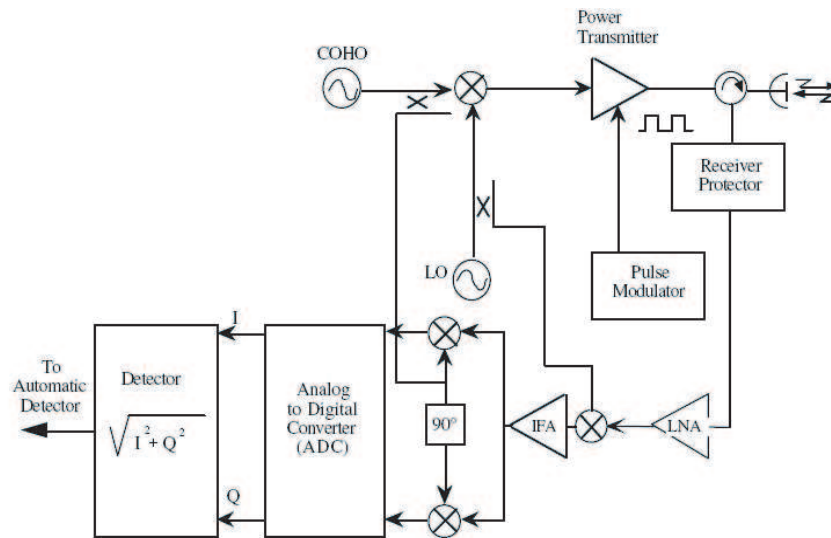 Power
Transmitter
COHO
Receiver
Protector
LO
Pulse
Modulator
I
To
Automatic
Detector
Detector
√I²+Q²
Analog
to Digital
Converter
(ADC)
90°
IFA
LNA
Q